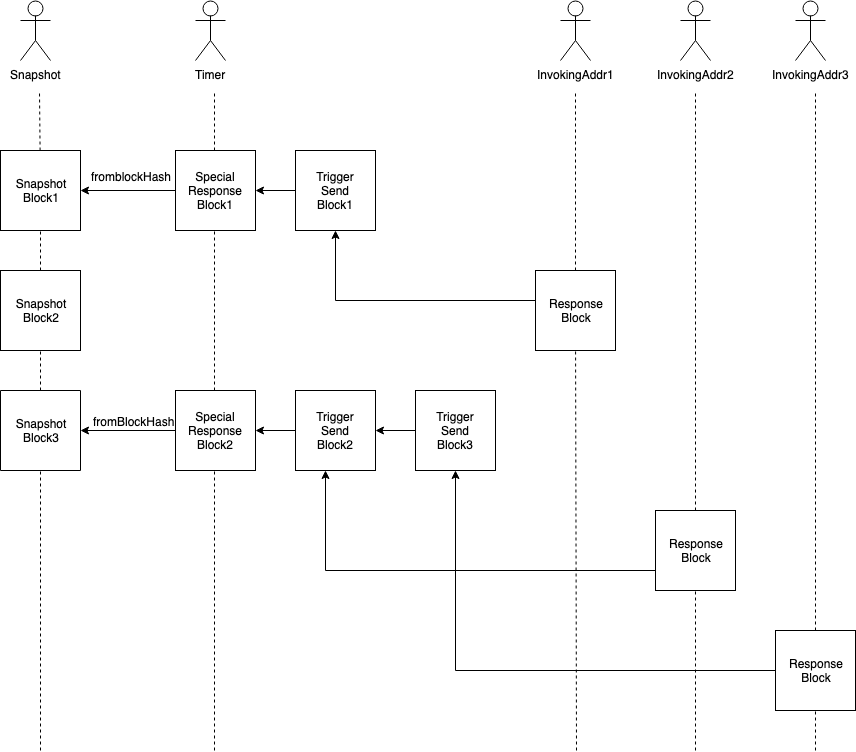 Snapshot
Timer
InvokingAddr1
InvokingAddr2
InvokingAddr3
Snapshot
Block1
fromblockHash
Special
Response
Block1
Trigger
Send
Block1
Snapshot
Block2
Response
Block
Snapshot
Block3
fromBlockHash
Special
Response
Block2
Trigger
Send
Block2
Trigger
Send
Block3
Response
Block
Response
Block